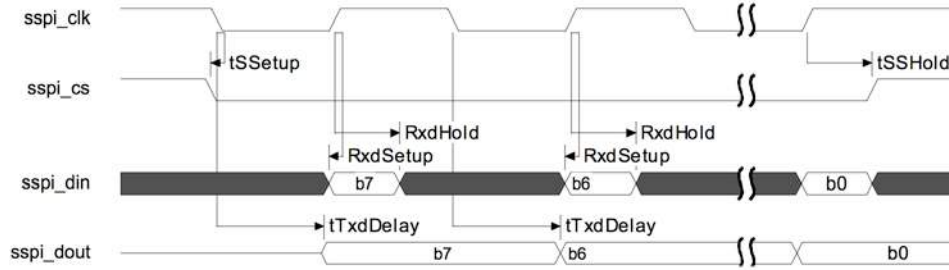 sspi_clk
tSSetup
tSSHold
sspi_cs
RxdHold
RxdHold
RxdSetup
RxdSetup
sspi_din
b7
b6
b0
tTxdDelay
tTxdDelay
sspi_dout
b7
b6
b0